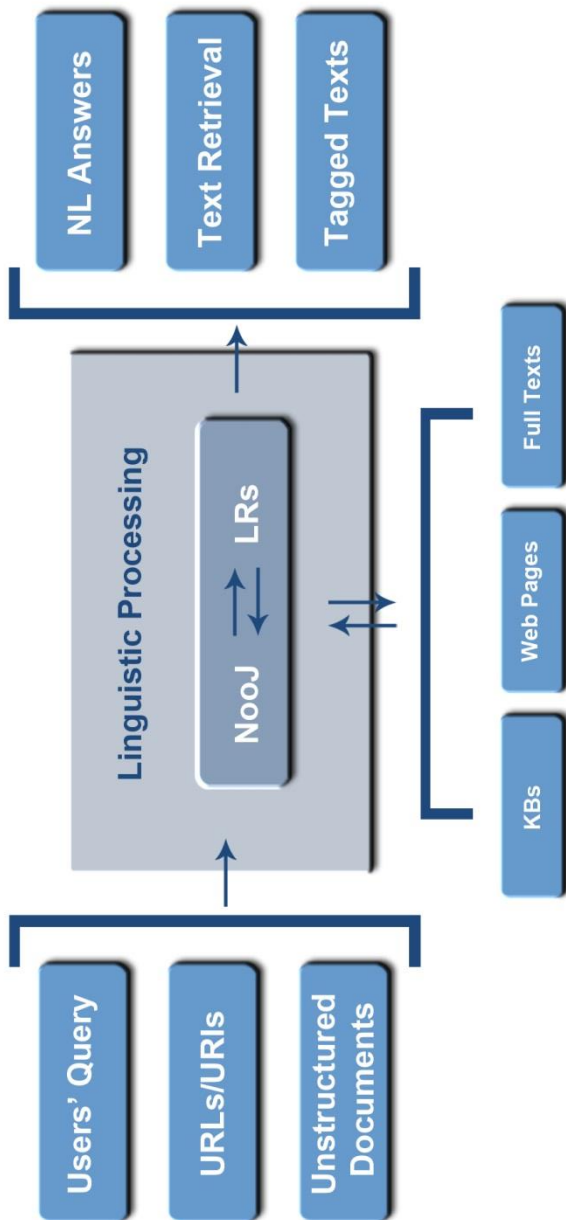 Users’ Query
URLs/URIs
Unstructured
Documents
Linguistic Processing
NooJ
LRs
NL Answers
Text Retrieval
Tagged Texts
KBs
Web Pages
Full Texts